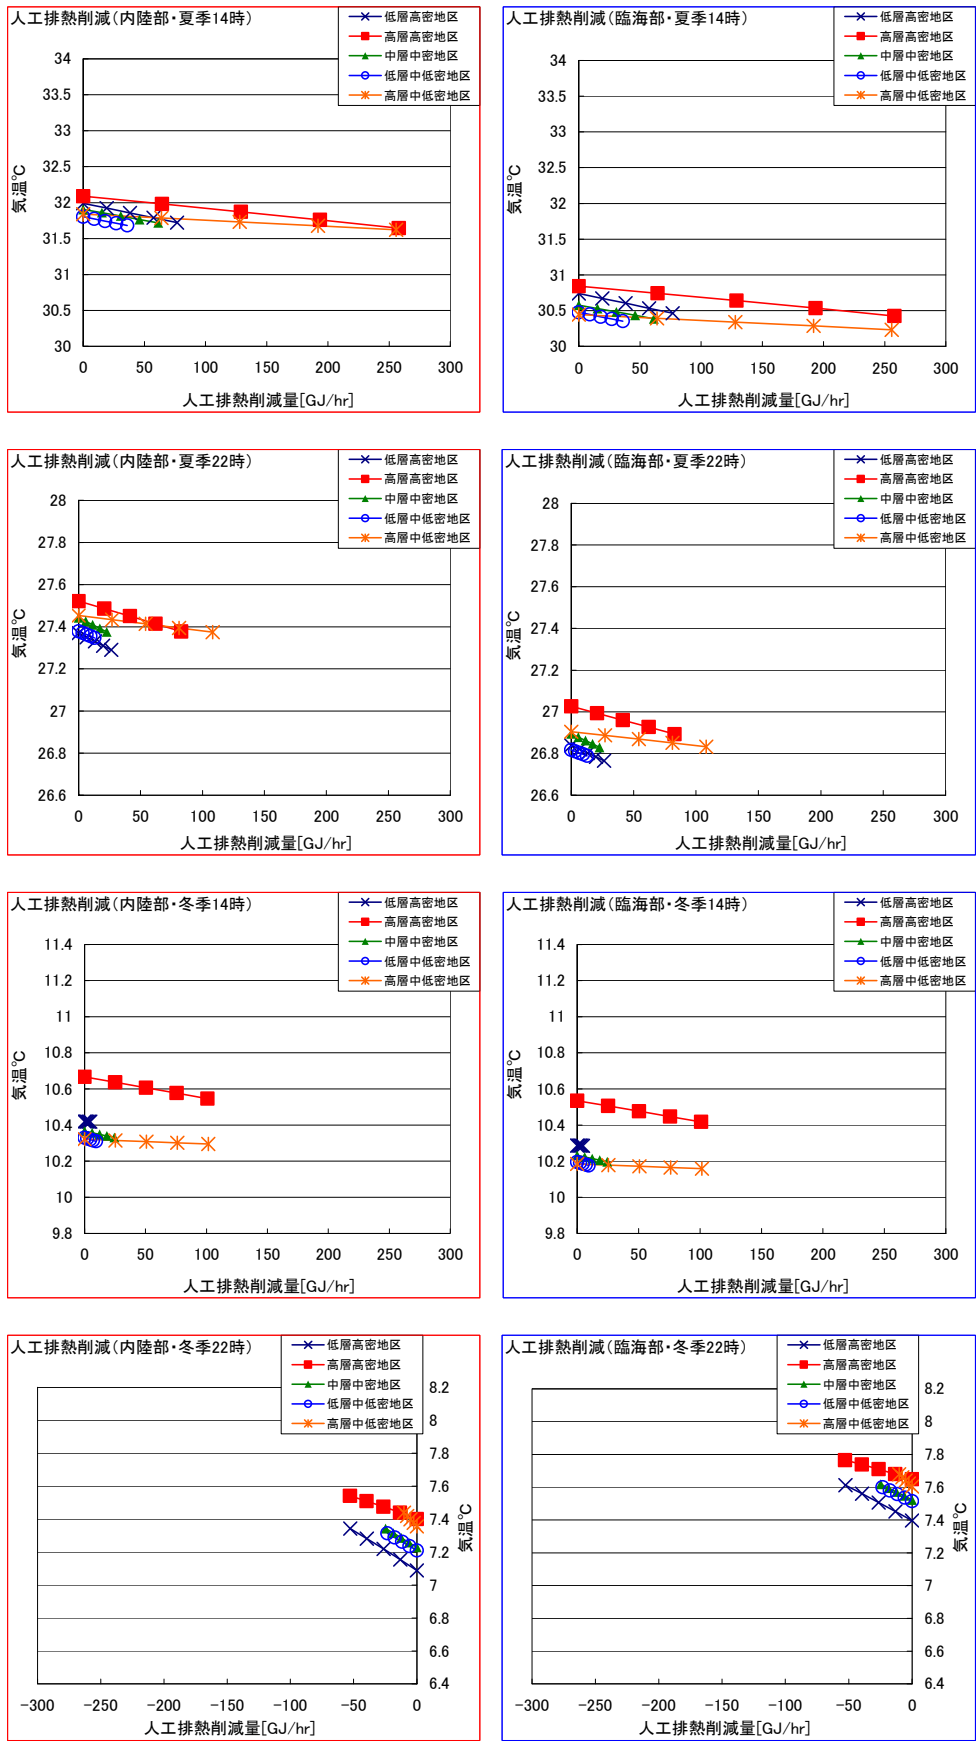 人工排熱削減(内陸部・夏季14時)
低層高密地区
高層高密地区
中層中密地区
低層中低密地区
高層中低密地区
34
33.5
33
32.5
32
31.5
31
30.5
30
気温℃
0 50 100 150 200 250 300
人工排熱削減量[GJ/hr]
人工排熱削減(臨海部・夏季14時)
低層高密地区
高層高密地区
中層中密地区
低層中低密地区
高層中低密地区
34
33.5
33
32.5
32
31.5
31
30.5
30
気温℃
0 50 100 150 200 250 300
人工排熱削減量[GJ/hr]
人工排熱削減(内陸部・夏季22時)
低層高密地区
高層高密地区
中層中密地区
低層中低密地区
高層中低密地区
28
27.8
27.6
27.4
27.2
27
26.8
26.6
気温℃
0 50 100 150 200 250 300
人工排熱削減量[GJ/hr]
人工排熱削減(臨海部・夏季22時)
低層高密地区
高層高密地区
中層中密地区
低層中低密地区
高層中低密地区
28
27.8
27.6
27.4
27.2
27
26.8
26.6
気温℃
0 50 100 150 200 250 300
人工排熱削減量[GJ/hr]
人工排熱削減(内陸部・冬季14時)
低層高密地区
高層高密地区
中層中密地区
低層中低密地区
高層中低密地区
11.4
11.2
11
10.8
10.6
10.4
10.2
10
9.8
気温℃
0 50 100 150 200 250 300
人工排熱削減量[GJ/hr]
人工排熱削減(臨海部・冬季14時)
低層高密地区
高層高密地区
中層中密地区
低層中低密地区
高層中低密地区
11.4
11.2
11
10.8
10.6
10.4
10.2
10
9.8
気温℃
0 50 100 150 200 250 300
人工排熱削減量[GJ/hr]
人工排熱削減(内陸部・冬季22時)
低層高密地区
高層高密地区
中層中密地区
低層中低密地区
高層中低密地区
8.2
8
7.8
7.6
7.4
7.2
7
6.8
6.6
6.4
気温℃
-300 -250 -200 -150 -100 -50 0
人工排熱削減量[GJ/hr]
人工排熱削減(臨海部・冬季22時)
低層高密地区
高層高密地区
中層中密地区
低層中低密地区
高層中低密地区
8.2
8
7.8
7.6
7.4
7.2
7
6.8
6.6
6.4
気温℃
-300 -250 -200 -150 -100 -50 0
人工排熱削減量[GJ/hr]